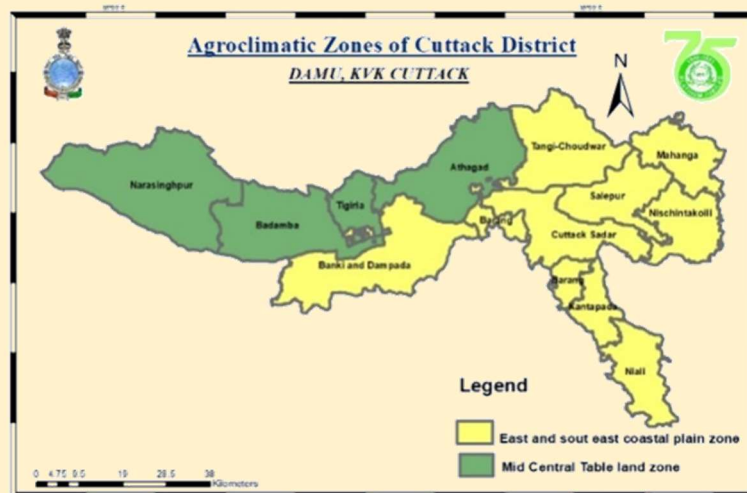 Agroclimatic Zones of Cuttack District
DAMU, KVK CUTTACK
75
N
Tangi-Choudwar
Mahanga
Athagad
Narasinghpur
Salepur
Tigiria
Nischintakoili
Badamba
Cuttack Sadar
Banki and Dampada
Barang
Kantapada
Niali
Legend
East and sout east coastal plain zone
Mid Central Table land zone
0 4.75 9.5 19 28.5 38
Kilometers